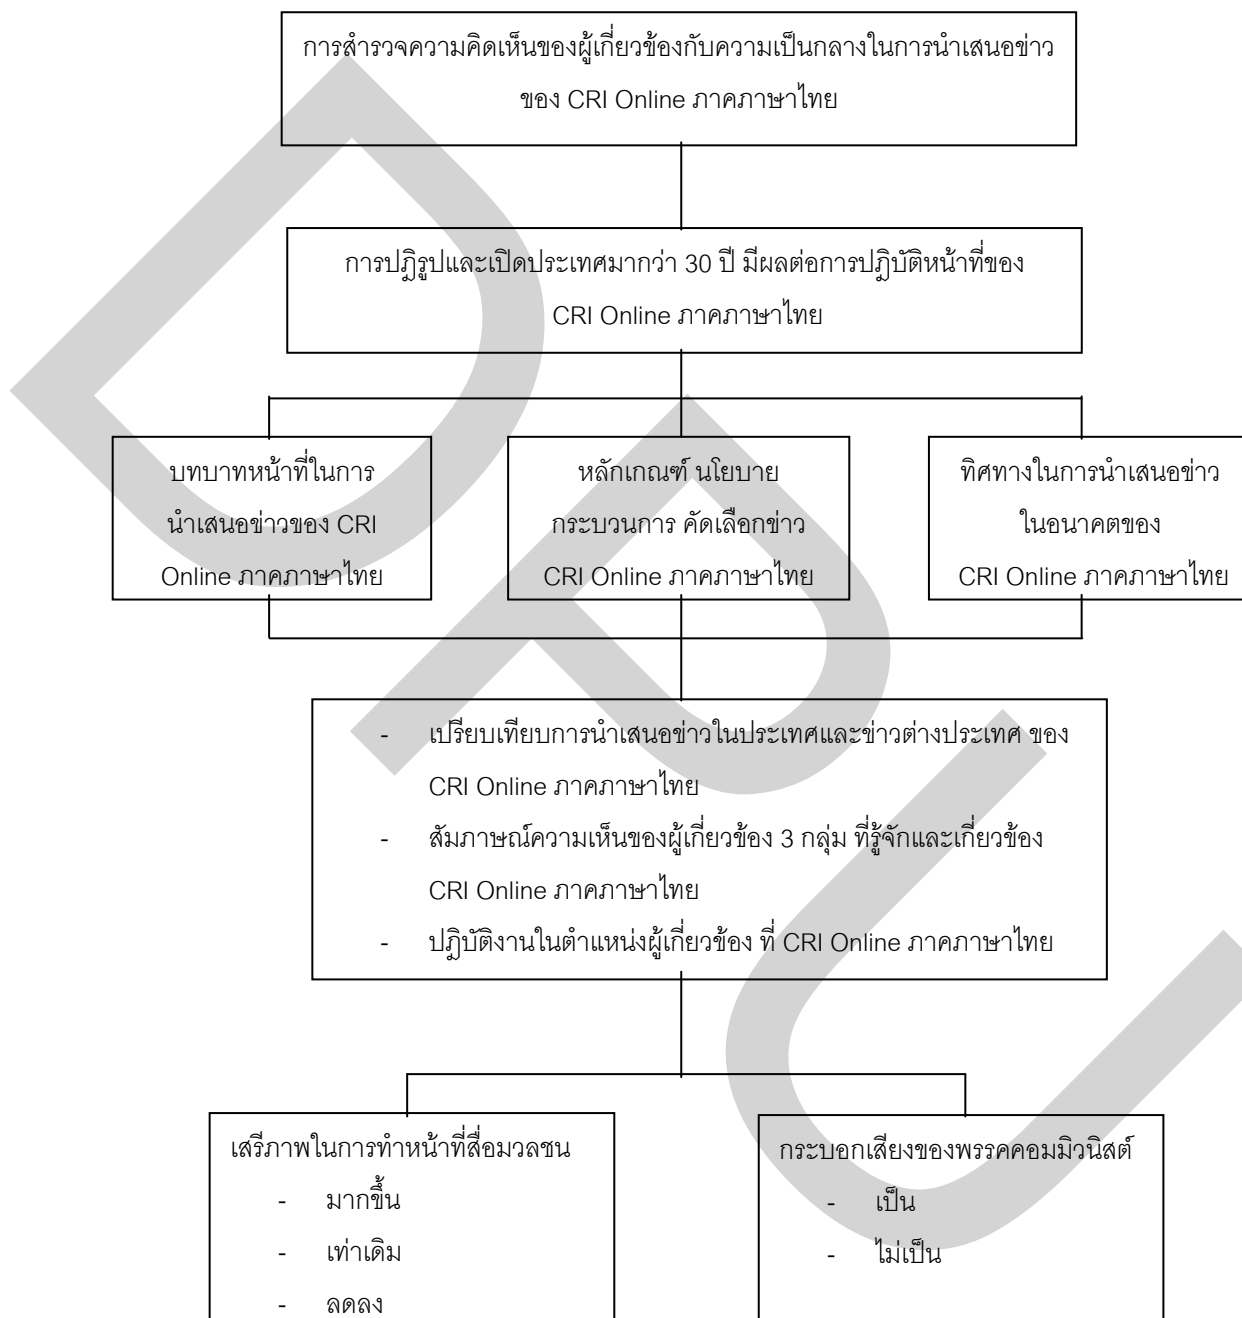 การสำรวจความคิดเห็นของผู้เกี่ยวข้องกับความเป็นกลางในการนำเสนอข่าว
ของ CRI Online ภาคภาษาไทย
การปฎิรูปและเปิดประเทศมากว่า 30 ปี มีผลต่อการปฎิบัติหน้าที่ของ
CRI Online ภาคภาษาไทย
บทบาทหน้าที่ในการ
นำเสนอข่าวของ CRI
Online ภาคภาษาไทย
หลักเกณฑ์ นโยบาย
กระบวนการ คัดเลือกข่าว
CRI Online ภาคภาษาไทย
ทิศทางในการนำเสนอข่าว
ในอนาคตของ
CRI Online ภาคภาษาไทย
- เปรียบเทียบการนำเสนอข่าวในประเทศและข่าวต่างประเทศ ของ
CRI Online ภาคภาษาไทย
- สัมภาษณ์ความเห็นของผู้เกี่ยวข้อง 3 กลุ่ม ที่รู้จักและเกี่ยวข้อง
CRI Online ภาคภาษาไทย
- ปฎิบัติงานในตำแหน่งผู้เกี่ยวข้อง ที่ CRI Online ภาคภาษาไทย
เสรีภาพในการทำหน้าที่สื่อมวลชน
- มากขึ้น
- เท่าเดิม
- ลดลง
กระบอกเสียงของพรรคคอมมิวนิสต์
- เป็น
- ไม่เป็น
DPU